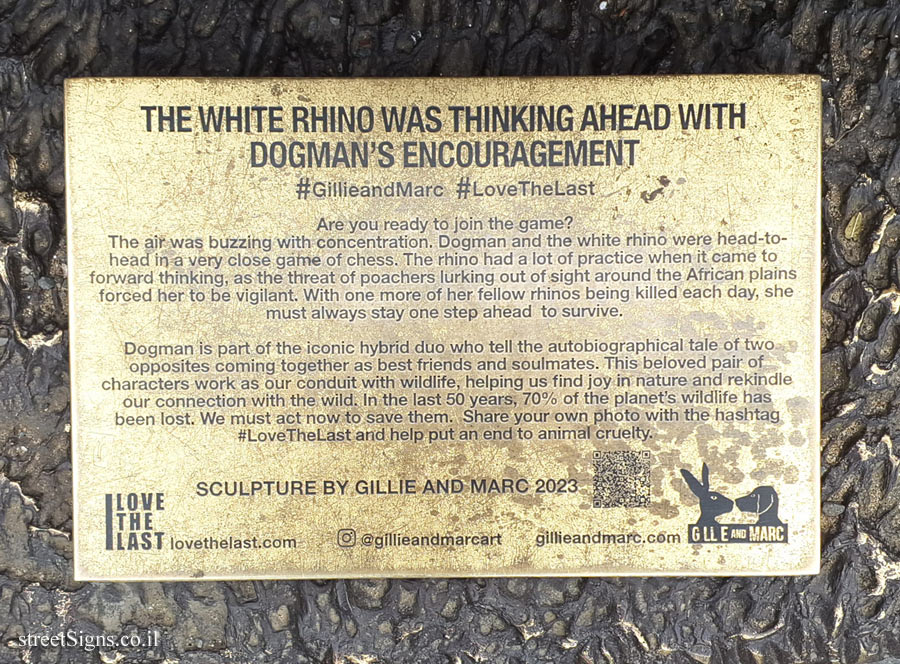 THE WHITE RHINO WAS THINKING AHEAD WITH
DOGMAN'S ENCOURAGEMENT
#GillieandMarc #LoveTheLast
Are you ready to join the game?
The air was buzzing with concentration. Dogman and the white rhino were head-to-
head in a very close game of chess. The rhino had a lot of practice when it came to
forward thinking, as the threat of poachers lurking out of sight around the African plains
forced her to be vigilant. With one more of her fellow rhinos being killed each day, she
must always stay one step ahead to survive.
Dogman is part of the iconic hybrid duo who tell the autobiographical tale of two
opposites coming together as best friends and soulmates. This beloved pair of
characters work as our conduit with wildlife, helping us find joy in nature and rekindle
our connection with the wild. In the last 50 years, 70% of the planet's wildlife has
been lost. We must act now to save them. Share your own photo with the hashtag
#LoveTheLast and help put an end to animal cruelty.
SCULPTURE BY GILLIE AND MARC 2023
LOVE
THE
LAST
lovethelast.com @gillieandmarcart gillieandmarc.com
GILLIE AND MARC
streetSigns.co.il